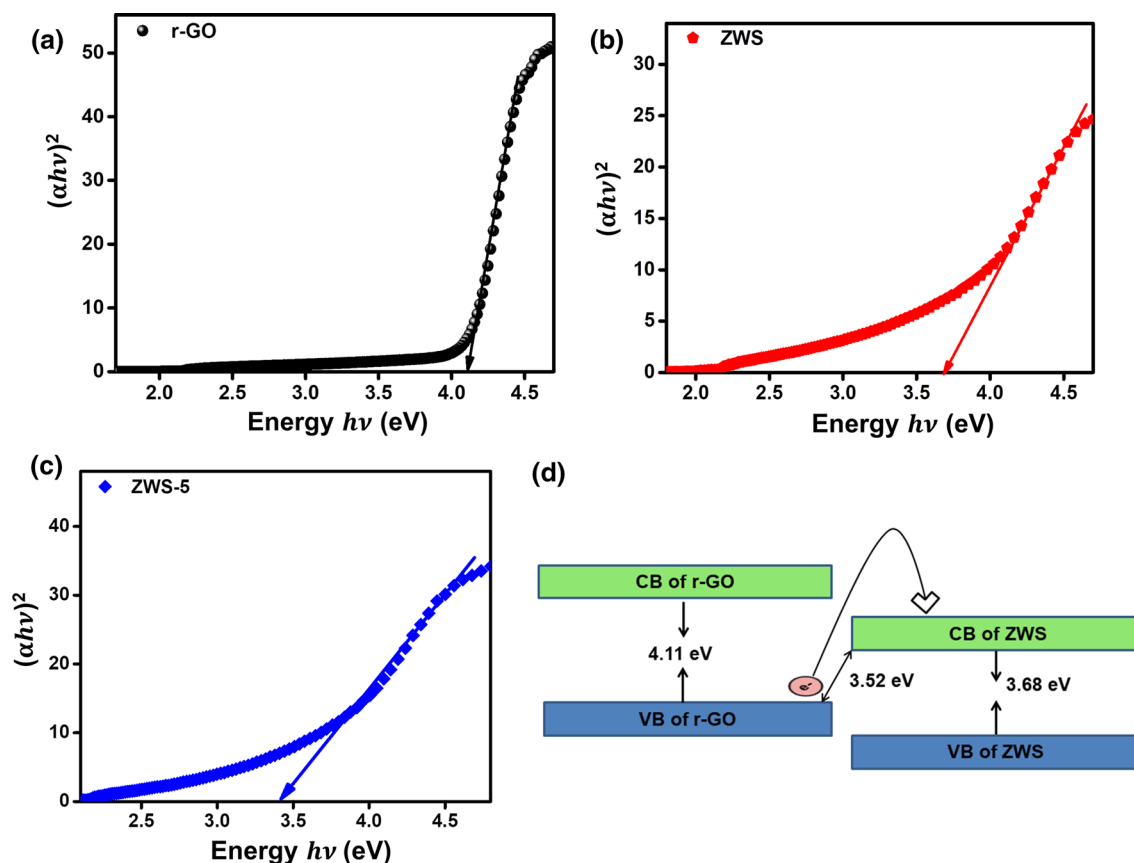 (a)
r-GO
50
40
30
20
10
0
(αhν)²
2.0 2.5 3.0 3.5 4.0 4.5
Energy hν (eV)
(b)
ZWS
30
25
20
15
10
5
0
(αhν)²
2.0 2.5 3.0 3.5 4.0 4.5
Energy hν (eV)
(c)
ZWS-5
40
30
20
10
0
(αhν)²
2.5 3.0 3.5 4.0 4.5
Energy hν (eV)
(d)
CB of r-GO
CB of ZWS
4.11 eV
e⁻
3.52 eV
3.68 eV
VB of r-GO
VB of ZWS